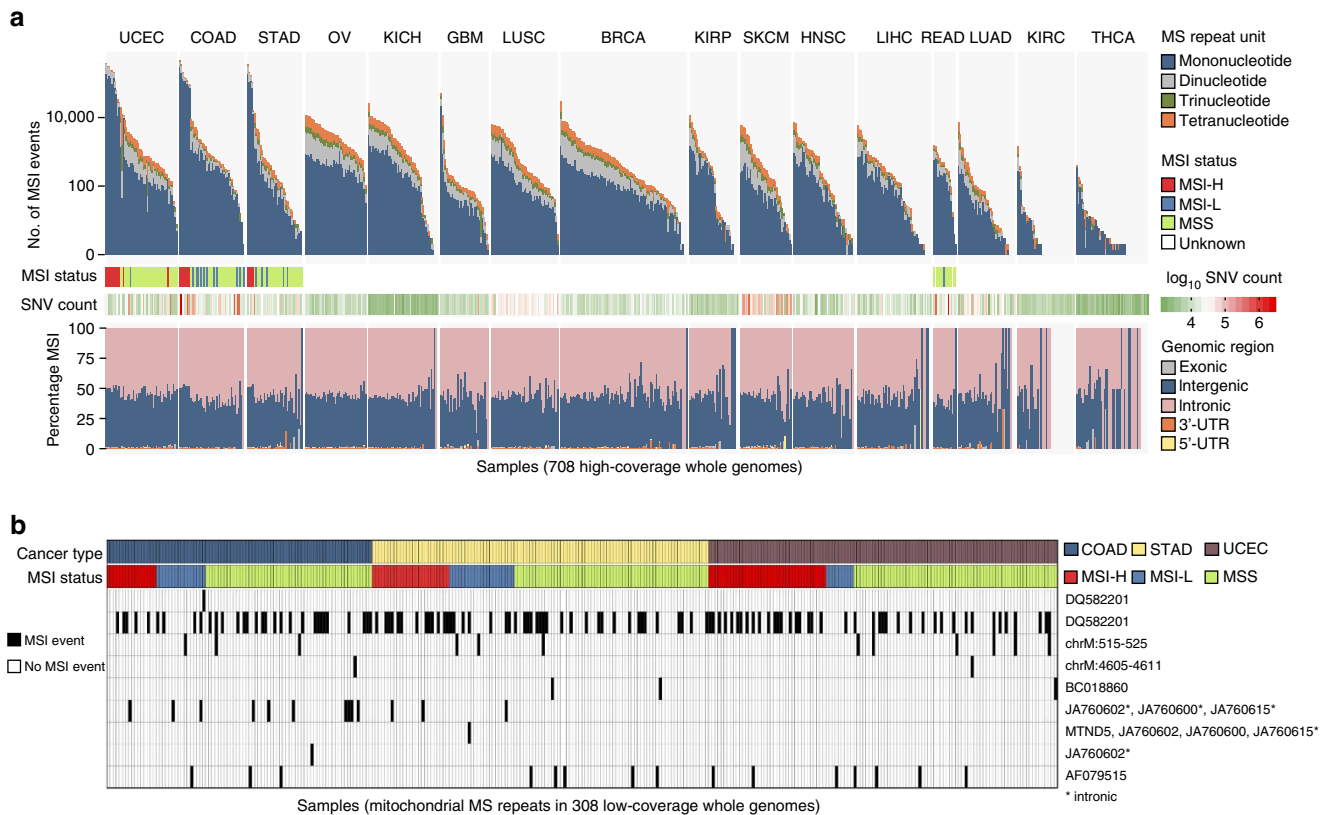 a
UCEC COAD STAD OV KICH GBM LUSC BRCA KIRP SKCM HNSC LIHC READ LUAD KIRC THCA
No. of MSI events
10,000
100
0
MS repeat unit
Mononucleotide
Dinucleotide
Trinucleotide
Tetranucleotide
MSI status
MSI-H
MSI-L
MSS
Unknown
MSI status
SNV count
log10 SNV count
4 5 6
Percentage MSI
100
75
50
25
0
Genomic region
Exonic
Intergenic
Intronic
3'-UTR
5'-UTR
Samples (708 high-coverage whole genomes)
b
Cancer type
MSI status
COAD STAD UCEC
MSI-H MSI-L MSS
MSI event
No MSI event
DQ582201
DQ582201
chrM:515-525
chrM:4605-4611
BC018860
JA760602*, JA760600*, JA760615*
MTND5, JA760602, JA760600, JA760615*
JA760602*
AF079515
* intronic
Samples (mitochondrial MS repeats in 308 low-coverage whole genomes)